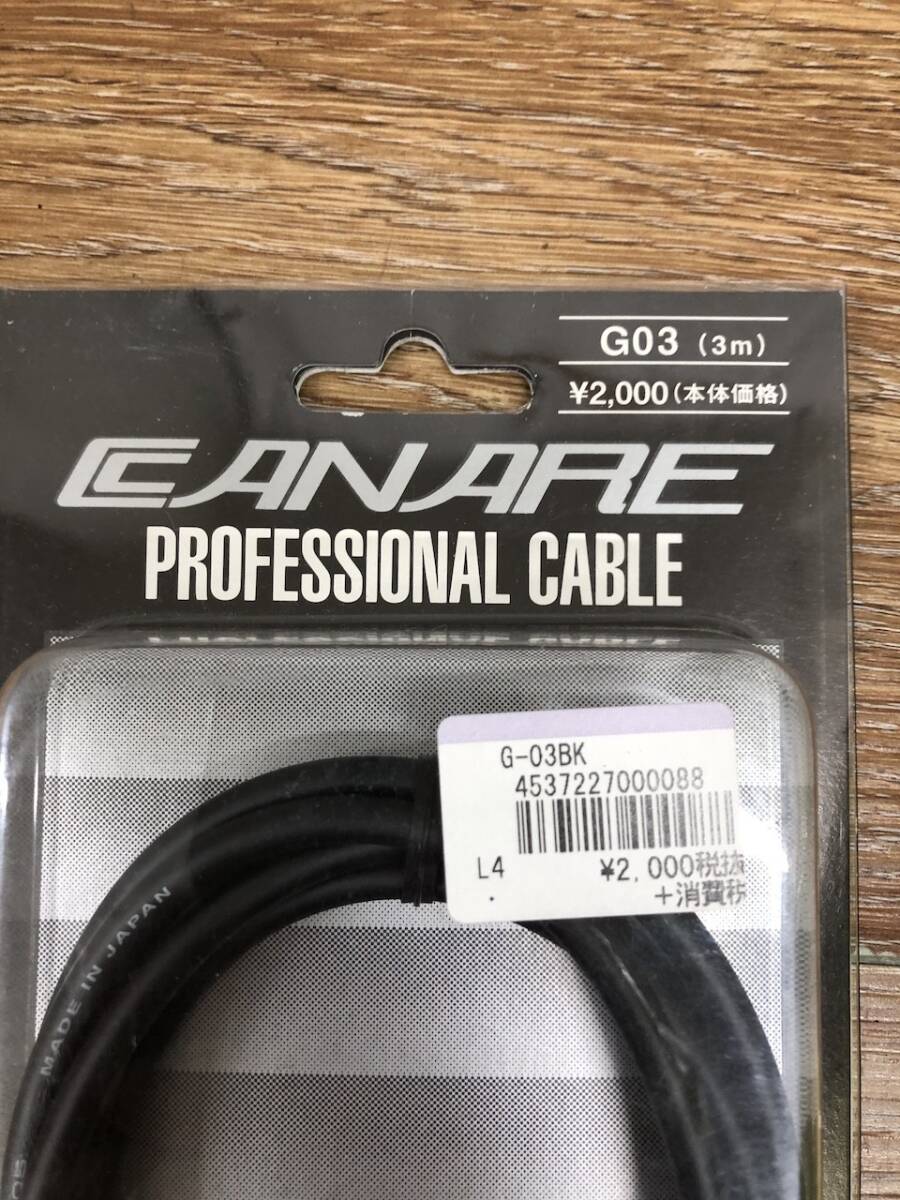 G03 (3m)
¥2,000 (本体価格)
CANARE
PROFESSIONAL CABLE
G-03BK
4537227000088
L4 ¥2,000税抜
+消費税
MADE IN JAPAN